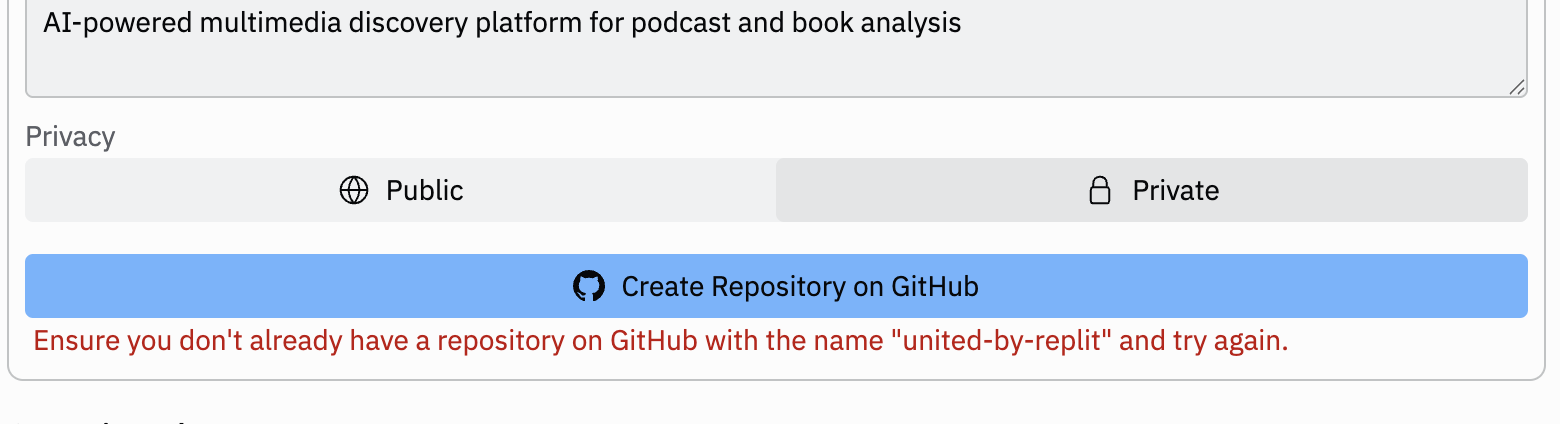 AI-powered multimedia discovery platform for podcast and book analysis
Privacy
Public
Private
Create Repository on GitHub
Ensure you don't already have a repository on GitHub with the name "united-by-replit" and try again.